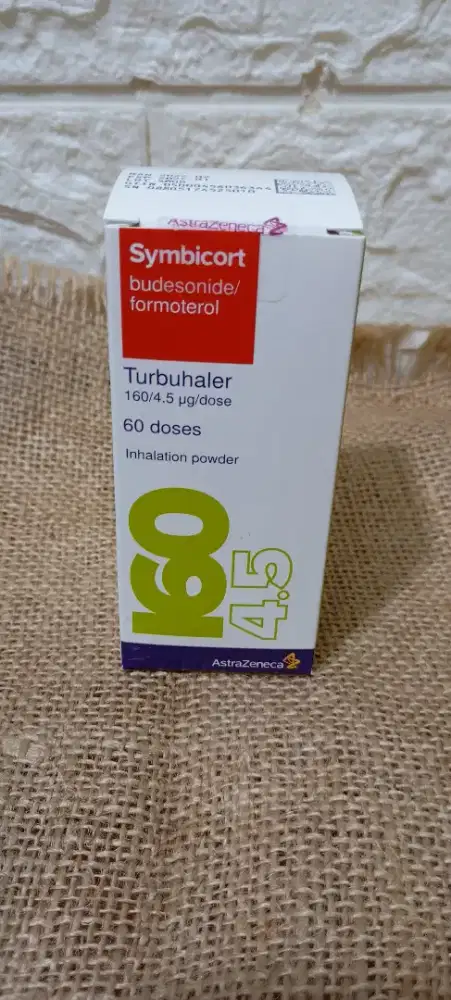 AstraZeneca
Symbicort
budesonide/
formoterol
Turbuhaler
160/4.5 µg/dose
60 doses
Inhalation powder
160
4.5
AstraZeneca